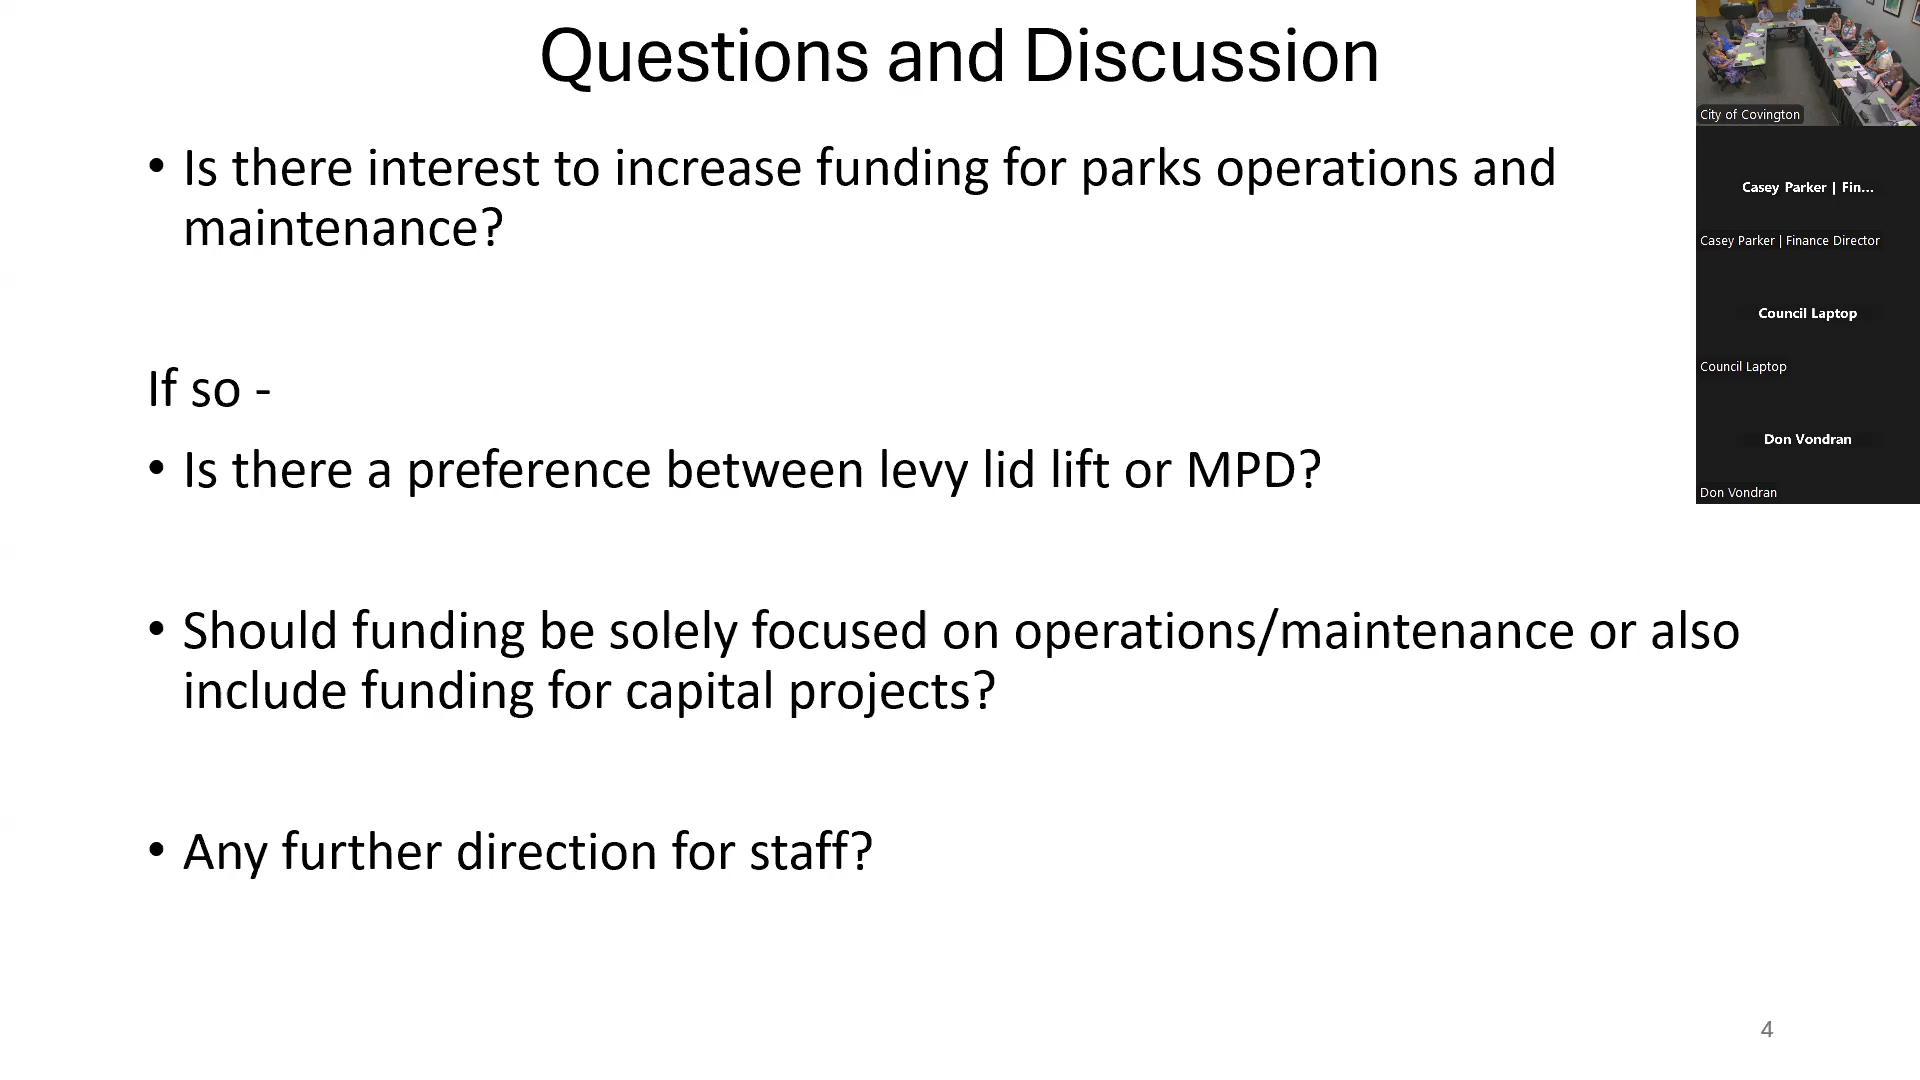 Questions and Discussion
• Is there interest to increase funding for parks operations and
maintenance?
If so -
• Is there a preference between levy lid lift or MPD?
• Should funding be solely focused on operations/maintenance or also
include funding for capital projects?
• Any further direction for staff?
4
City of Covington
Casey Parker | Fin...
Casey Parker | Finance Director
Council Laptop
Council Laptop
Don Vondran
Don Vondran